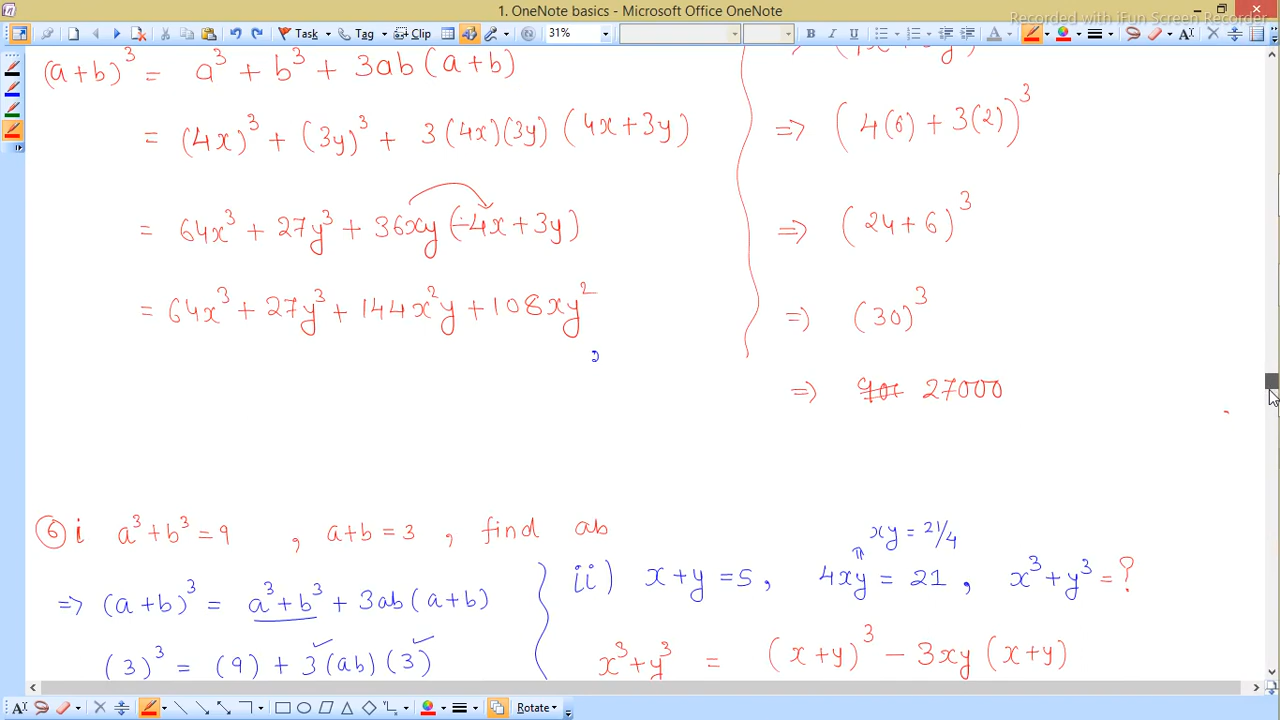 1. OneNote basics - Microsoft Office OneNote
Recorded with iFun Screen Recorder
Task Tag Clip 31% B I U
(a+b)³ = a³ + b³ + 3ab (a+b)
= (4x)³ + (3y)³ + 3(4x)(3y) (4x+3y)
= 64x³ + 27y³ + 36xy(4x+3y)
= 64x³ + 27y³ + 144x²y + 108xy²
⇒ (4(6) + 3(2))³
⇒ (24+6)³
⇒ (30)³
⇒ 27000
⑥ i a³+b³=9 , a+b=3 , find ab
⇒ (a+b)³ = a³+b³ + 3ab(a+b)
(3)³ = (9) + 3(ab)(3)
xy = 21/4
ii) x+y=5, 4xy = 21, x³+y³=?
x³+y³ = (x+y)³ – 3xy (x+y)
Rotate